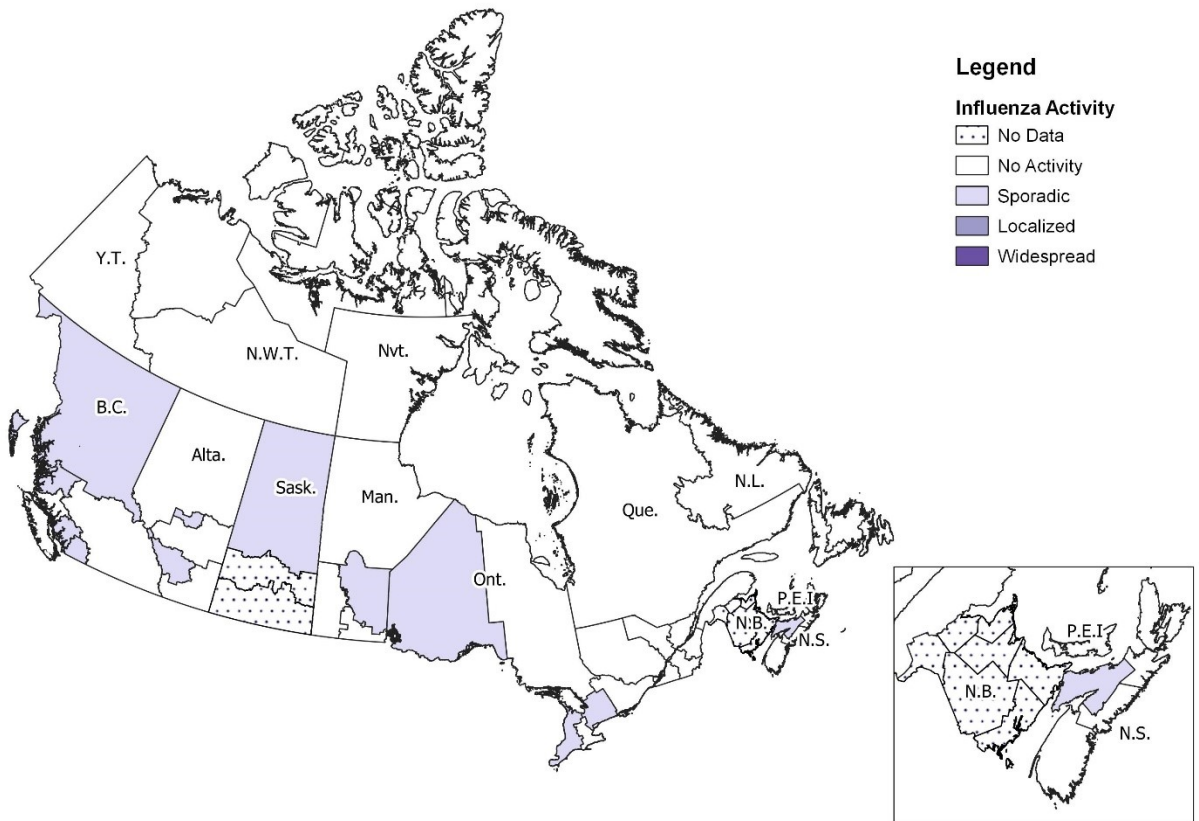 Legend
Influenza Activity
No Data
No Activity
Sporadic
Localized
Widespread
Y.T.
N.W.T.
Nvt.
B.C.
Alta.
Sask.
Man.
Ont.
Que.
N.L.
P.E.I
N.B.
N.S.
P.E.I
N.B.
N.S.